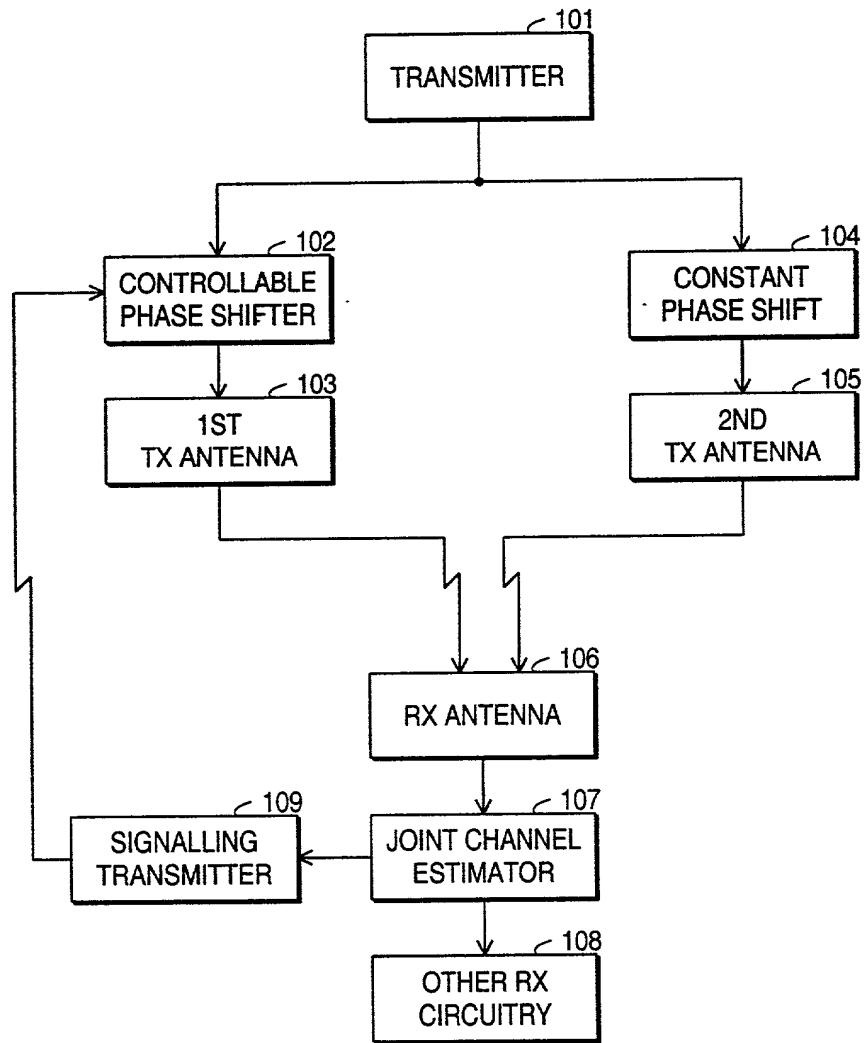 101
TRANSMITTER
102
CONTROLLABLE
PHASE SHIFTER
104
CONSTANT
PHASE SHIFT
103
1ST
TX ANTENNA
105
2ND
TX ANTENNA
106
RX ANTENNA
109
SIGNALLING
TRANSMITTER
107
JOINT CHANNEL
ESTIMATOR
108
OTHER RX
CIRCUITRY